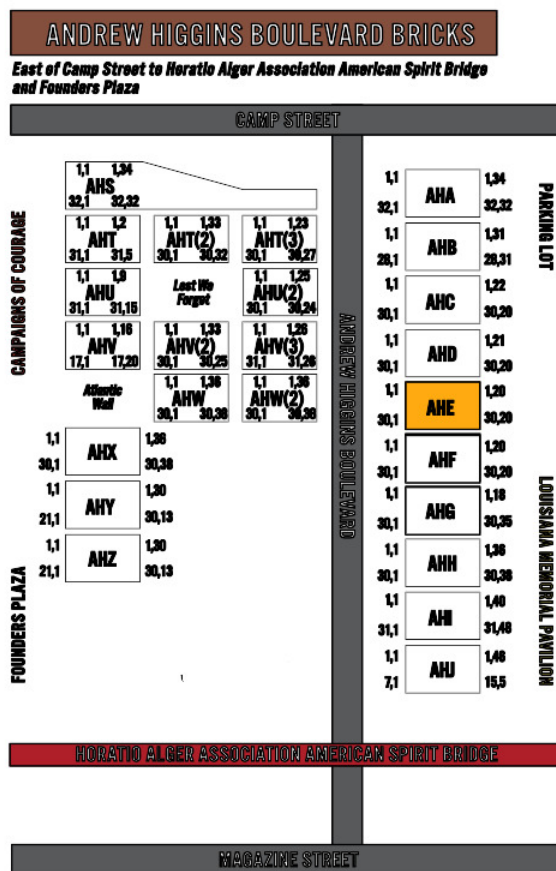 ANDREW HIGGINS BOULEVARD BRICKS
East of Camp Street to Horatio Alger Association American Spirit Bridge
and Founders Plaza
CAMP STREET
CAMPAIGNS OF COURAGE
1,1 1,34
AHS
32,1 32,32
1,1 1,2
AHT
31,1 31,5
1,1 1,33
AHT(2)
30,1 30,32
1,1 1,23
AHT(3)
30,1 30,27
1,1 1,9
AHU
31,1 31,15
Lest We
Forget
1,1 1,25
AHU(2)
30,1 30,24
1,1 1,16
AHV
17,1 17,20
1,1 1,33
AHV(2)
30,1 30,25
1,1 1,26
AHV(3)
31,1 31,26
Atlantic
Wall
1,1 1,36
AHW
30,1 30,38
1,1 1,36
AHW(2)
30,1 30,38
1,1 1,36
AHX
30,1 30,38
1,1 1,30
AHY
21,1 30,13
1,1 1,30
AHZ
21,1 30,13
FOUNDERS PLAZA
ANDREW HIGGINS BOULEVARD
1,1 1,34
AHA
32,1 32,32
1,1 1,31
AHB
28,1 28,31
1,1 1,22
AHC
30,1 30,20
1,1 1,21
AHD
30,1 30,20
1,1 1,20
AHE
30,1 30,20
1,1 1,20
AHF
30,1 30,20
1,1 1,18
AHG
30,1 30,35
1,1 1,36
AHH
30,1 30,38
1,1 1,40
AHI
31,1 31,48
1,1 1,48
AHJ
7,1 15,5
PARKING LOT
LOUISIANA MEMORIAL PAVILION
HORATIO ALGER ASSOCIATION AMERICAN SPIRIT BRIDGE
MAGAZINE STREET